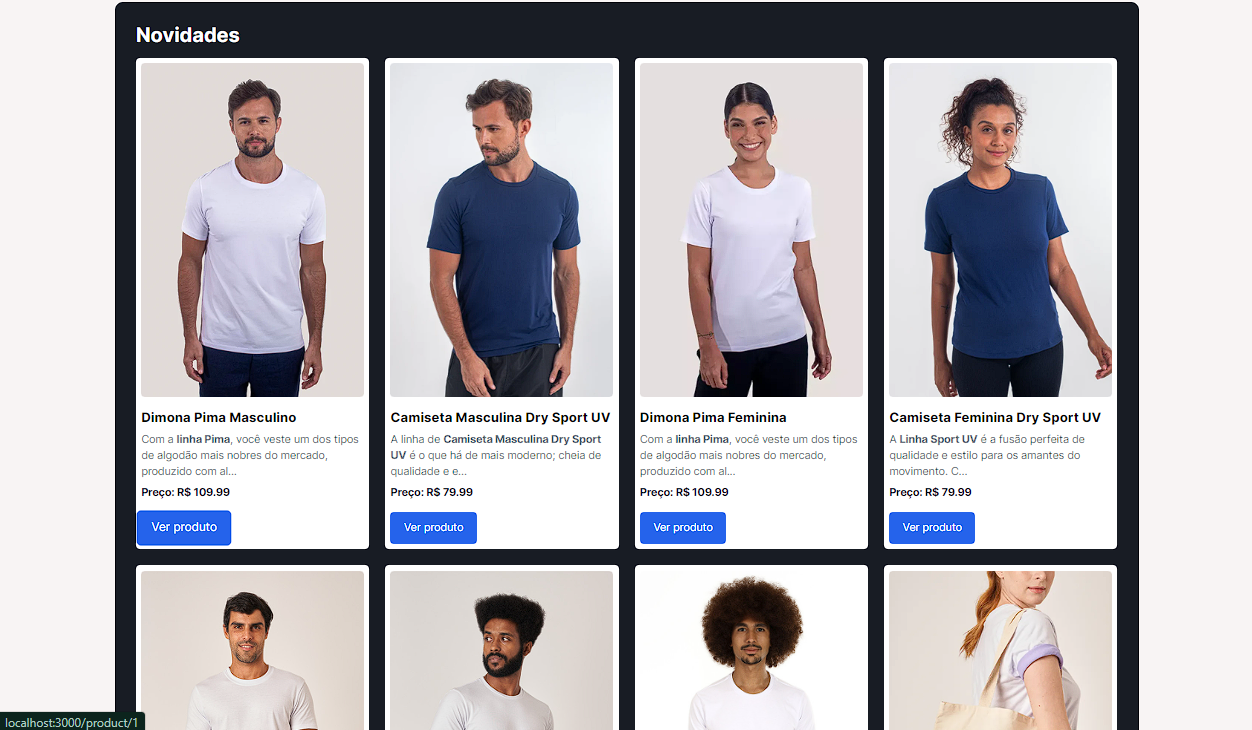 Novidades
Dimona Pima Masculino
Com a linha Pima, você veste um dos tipos
de algodão mais nobres do mercado,
produzido com al...
Preço: R$ 109.99
Ver produto
Camiseta Masculina Dry Sport UV
A linha de Camiseta Masculina Dry Sport
UV é o que há de mais moderno; cheia de
qualidade e e...
Preço: R$ 79.99
Ver produto
Dimona Pima Feminina
Com a linha Pima, você veste um dos tipos
de algodão mais nobres do mercado,
produzido com al...
Preço: R$ 109.99
Ver produto
Camiseta Feminina Dry Sport UV
A Linha Sport UV é a fusão perfeita de
qualidade e estilo para os amantes do
movimento. C...
Preço: R$ 79.99
Ver produto
localhost:3000/product/1